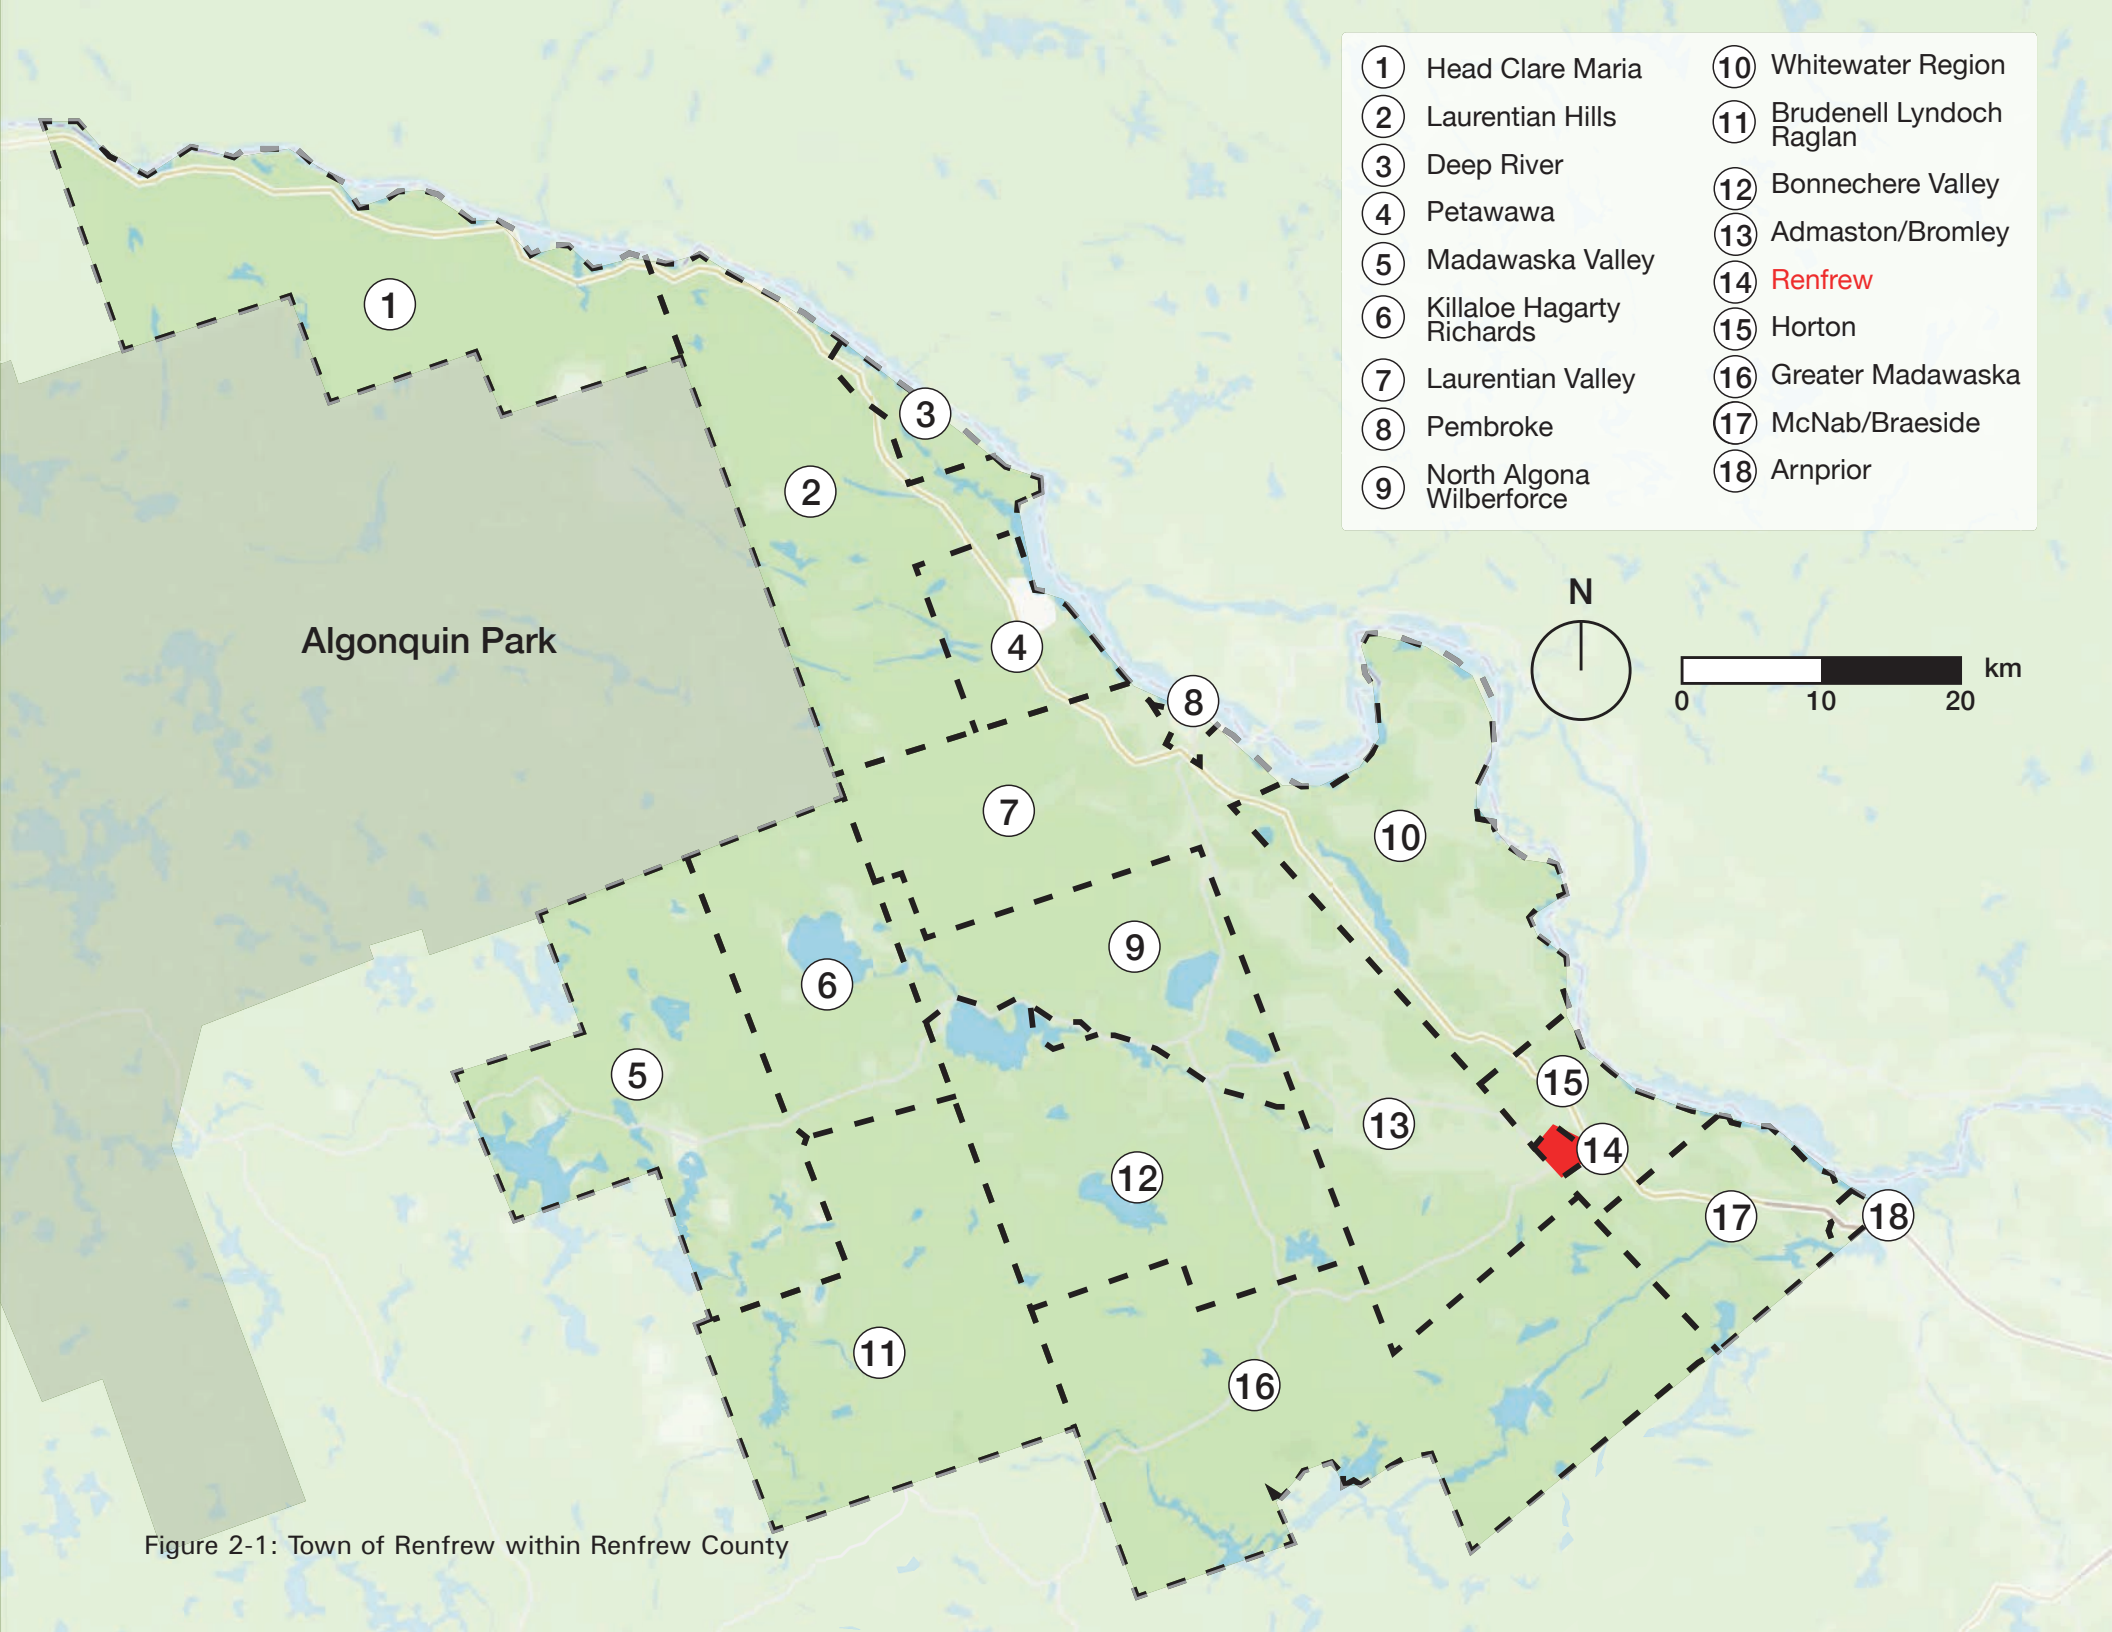 1 Head Clare Maria
2 Laurentian Hills
3 Deep River
4 Petawawa
5 Madawaska Valley
6 Killaloe Hagarty
Richards
7 Laurentian Valley
8 Pembroke
9 North Algona
Wilberforce
10 Whitewater Region
11 Brudenell Lyndoch
Raglan
12 Bonnechere Valley
13 Admaston/Bromley
14 Renfrew
15 Horton
16 Greater Madawaska
17 McNab/Braeside
18 Arnprior
N
km
0 10 20
1
3
2
Algonquin Park
4
8
7
10
9
6
5
15
13
14
12
17
18
11
16
Figure 2-1: Town of Renfrew within Renfrew County